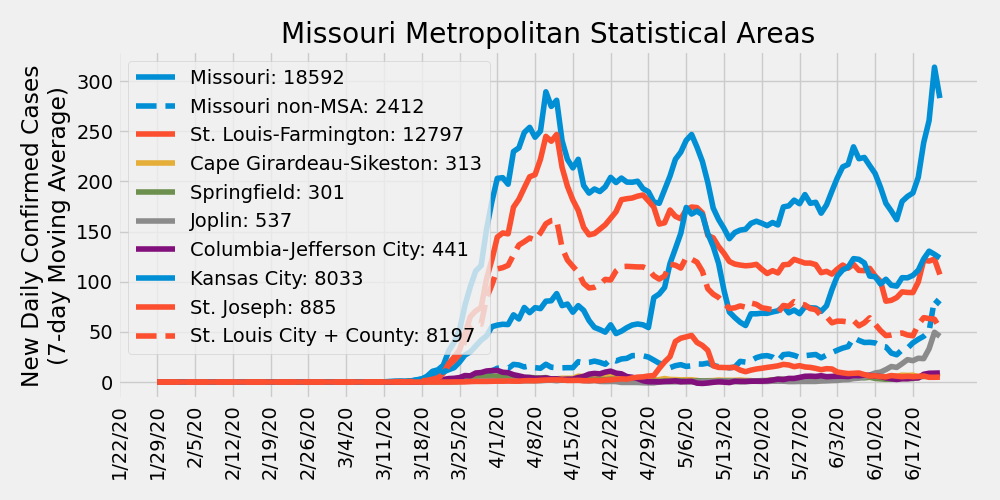 Missouri Metropolitan Statistical Areas
New Daily Confirmed Cases
(7-day Moving Average)
300
250
200
150
100
50
0
Missouri: 18592
Missouri non-MSA: 2412
St. Louis-Farmington: 12797
Cape Girardeau-Sikeston: 313
Springfield: 301
Joplin: 537
Columbia-Jefferson City: 441
Kansas City: 8033
St. Joseph: 885
St. Louis City + County: 8197
1/22/20
1/29/20
2/5/20
2/12/20
2/19/20
2/26/20
3/4/20
3/11/20
3/18/20
3/25/20
4/1/20
4/8/20
4/15/20
4/22/20
4/29/20
5/6/20
5/13/20
5/20/20
5/27/20
6/3/20
6/10/20
6/17/20